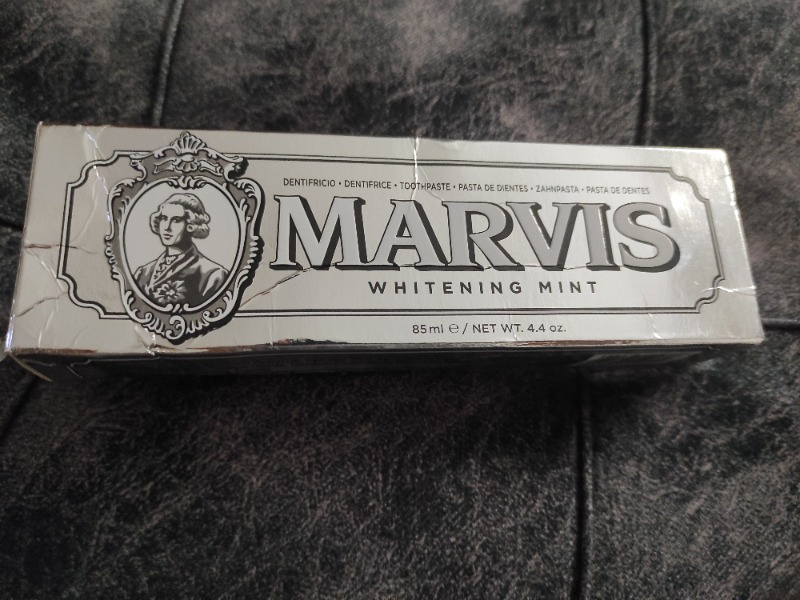 DENTIFRICIO • DENTIFRICE • TOOTHPASTE • PASTA DE DIENTES • ZAHNPASTA • PASTA DE DENTES
MARVIS
WHITENING MINT
85 ml ℮ / NET WT. 4.4 oz.